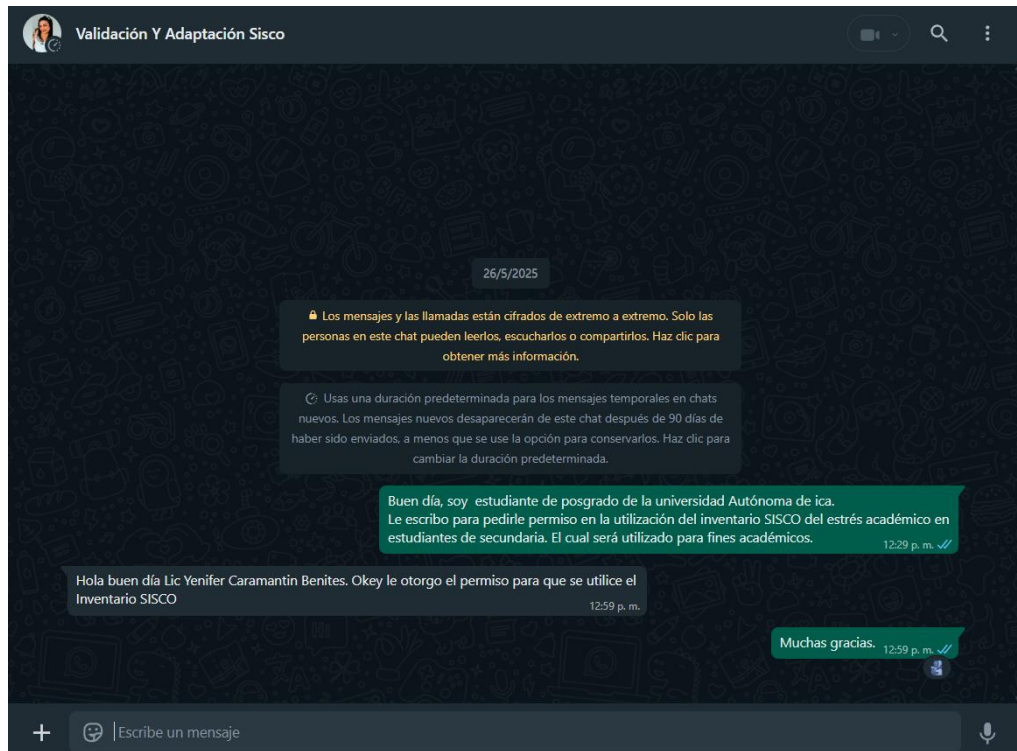 Validación Y Adaptación Sisco
26/5/2025
Los mensajes y las llamadas están cifrados de extremo a extremo. Solo las
personas en este chat pueden leerlos, escucharlos o compartirlos. Haz clic para
obtener más información.
Usas una duración predeterminada para los mensajes temporales en chats
nuevos. Los mensajes nuevos desaparecerán de este chat después de 90 días de
haber sido enviados, a menos que se use la opción para conservarlos. Haz clic para
cambiar la duración predeterminada.
Buen día, soy estudiante de posgrado de la universidad Autónoma de ica.
Le escribo para pedirle permiso en la utilización del inventario SISCO del estrés académico en
estudiantes de secundaria. El cual será utilizado para fines académicos.
12:29 p. m.
Hola buen día Lic Yenifer Caramantin Benites. Okey le otorgo el permiso para que se utilice el
Inventario SISCO
12:59 p. m.
Muchas gracias. 12:59 p. m.
Escribe un mensaje